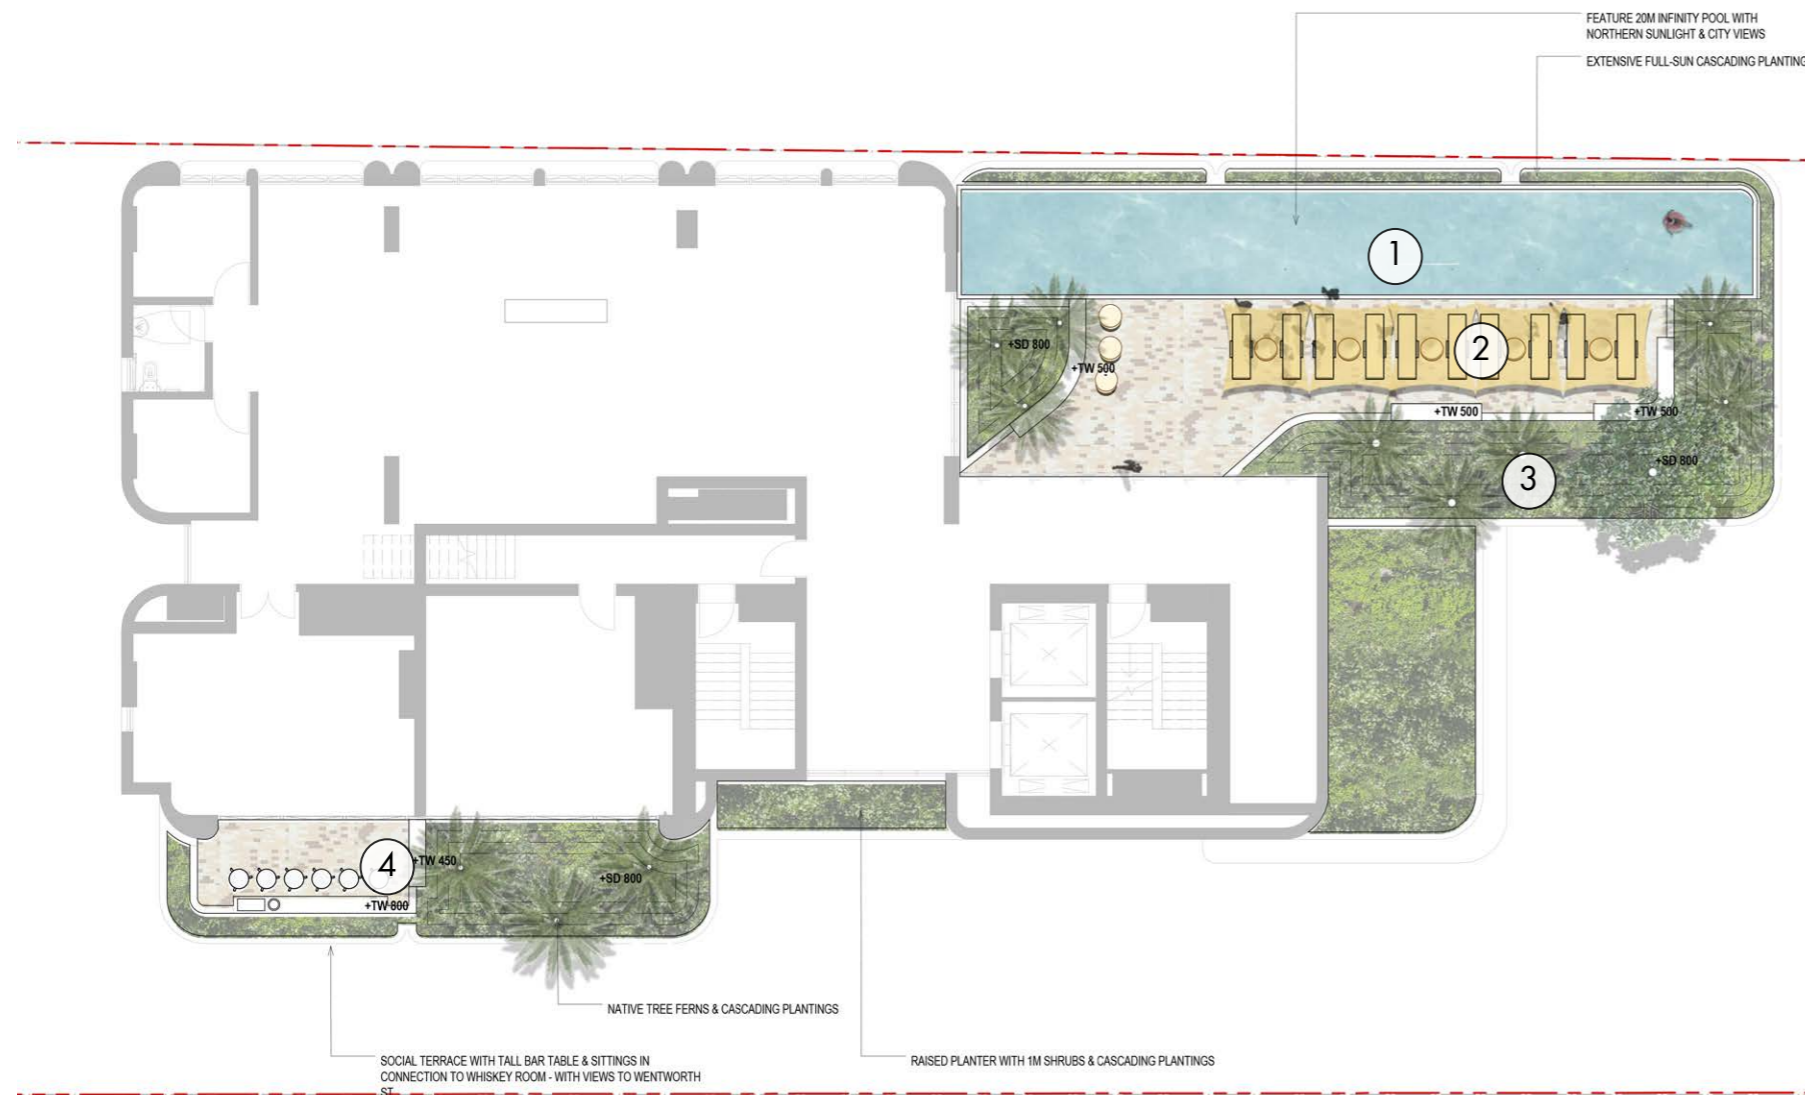 FEATURE 20M INFINITY POOL WITH
NORTHERN SUNLIGHT & CITY VIEWS
EXTENSIVE FULL-SUN CASCADING PLANTING
1
+SD 800
2
+TW 500
+TW 500
+TW 500
+SD 800
3
4
+TW 450
+SD 800
+TW 800
NATIVE TREE FERNS & CASCADING PLANTINGS
SOCIAL TERRACE WITH TALL BAR TABLE & SITTINGS IN
CONNECTION TO WHISKEY ROOM - WITH VIEWS TO WENTWORTH
ST
RAISED PLANTER WITH 1M SHRUBS & CASCADING PLANTINGS